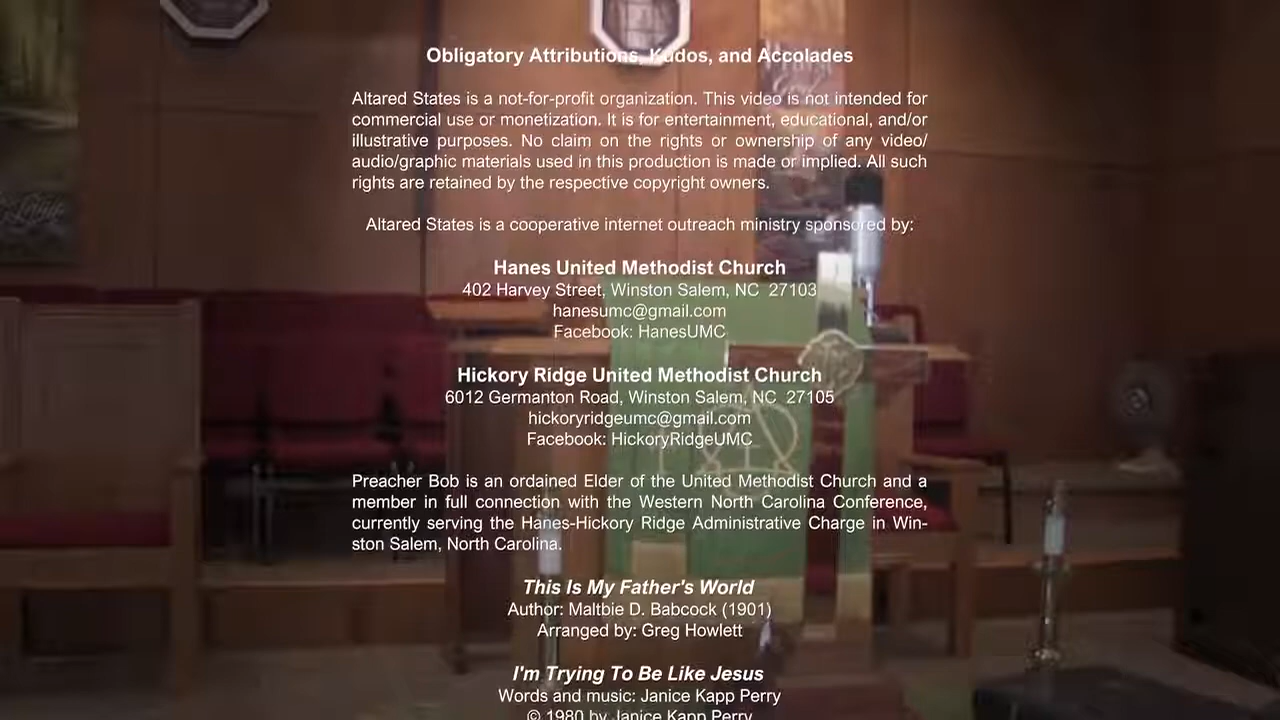 Obligatory Attributions, Kudos, and Accolades
Altared States is a not-for-profit organization. This video is not intended for
commercial use or monetization. It is for entertainment, educational, and/or
illustrative purposes. No claim on the rights or ownership of any video/
audio/graphic materials used in this production is made or implied. All such
rights are retained by the respective copyright owners.
Altared States is a cooperative internet outreach ministry sponsored by:
Hanes United Methodist Church
402 Harvey Street, Winston Salem, NC 27103
hanesumc@gmail.com
Facebook: HanesUMC
Hickory Ridge United Methodist Church
6012 Germanton Road, Winston Salem, NC 27105
hickoryridgeumc@gmail.com
Facebook: HickoryRidgeUMC
Preacher Bob is an ordained Elder of the United Methodist Church and a
member in full connection with the Western North Carolina Conference,
currently serving the Hanes-Hickory Ridge Administrative Charge in Win-
ston Salem, North Carolina.
This Is My Father's World
Author: Maltbie D. Babcock (1901)
Arranged by: Greg Howlett
I'm Trying To Be Like Jesus
Words and music: Janice Kapp Perry
© 1980 by Janice Kapp Perry